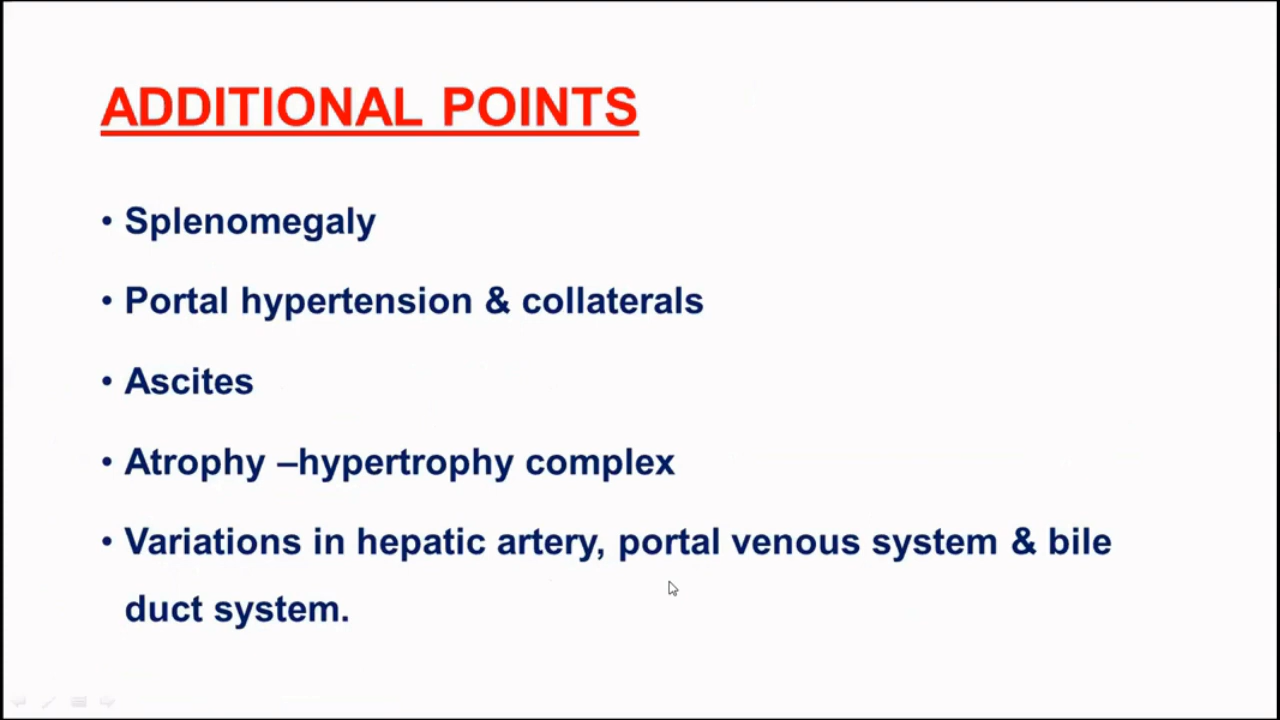 ADDITIONAL POINTS
• Splenomegaly
• Portal hypertension & collaterals
• Ascites
• Atrophy –hypertrophy complex
• Variations in hepatic artery, portal venous system & bile
duct system.